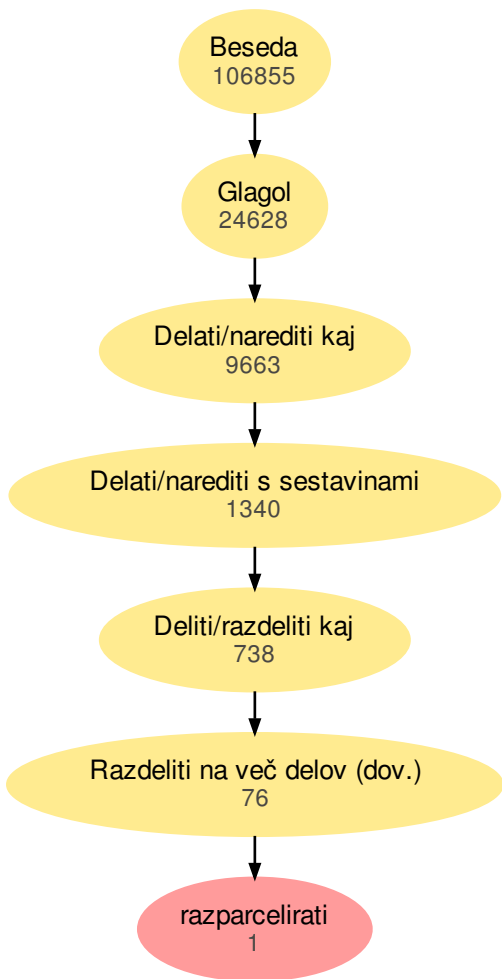 Beseda
106855
Glagol
24628
Delati/narediti kaj
9663
Delati/narediti s sestavinami
1340
Deliti/razdeliti kaj
738
Razdeliti na več delov (dov.)
76
razparcelirati
1